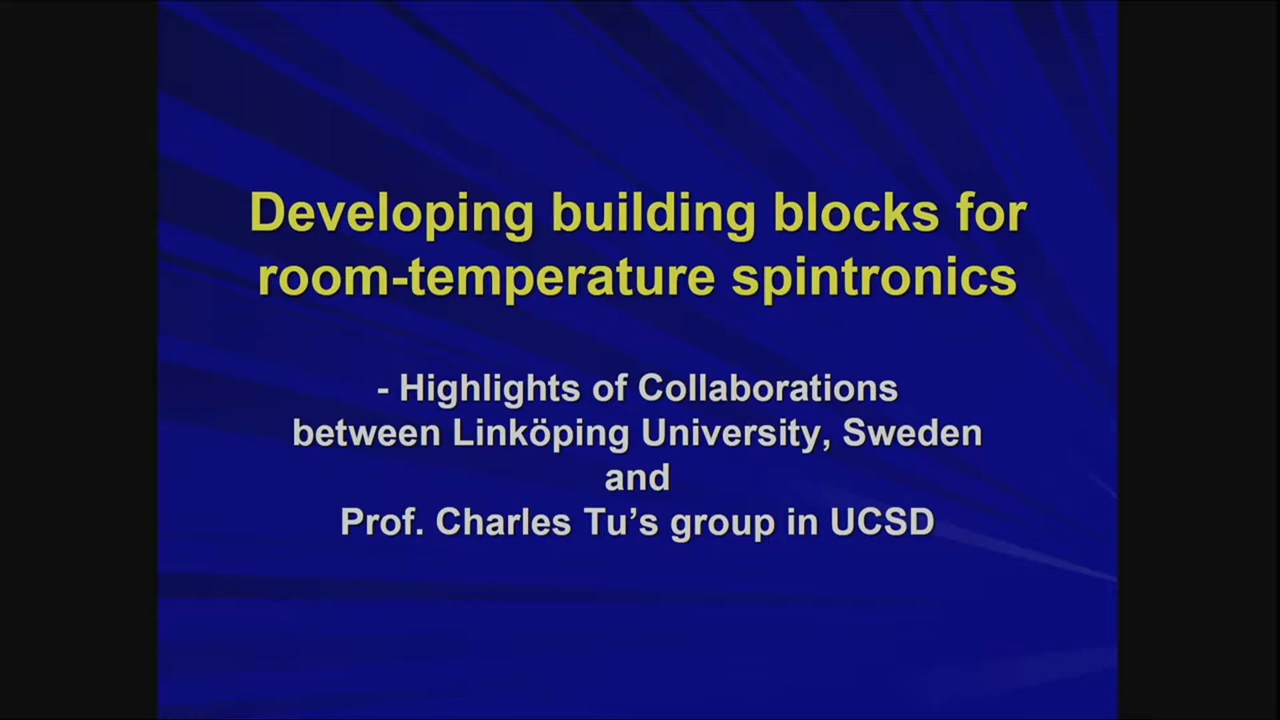 Developing building blocks for
room-temperature spintronics
- Highlights of Collaborations
between Linköping University, Sweden
and
Prof. Charles Tu’s group in UCSD